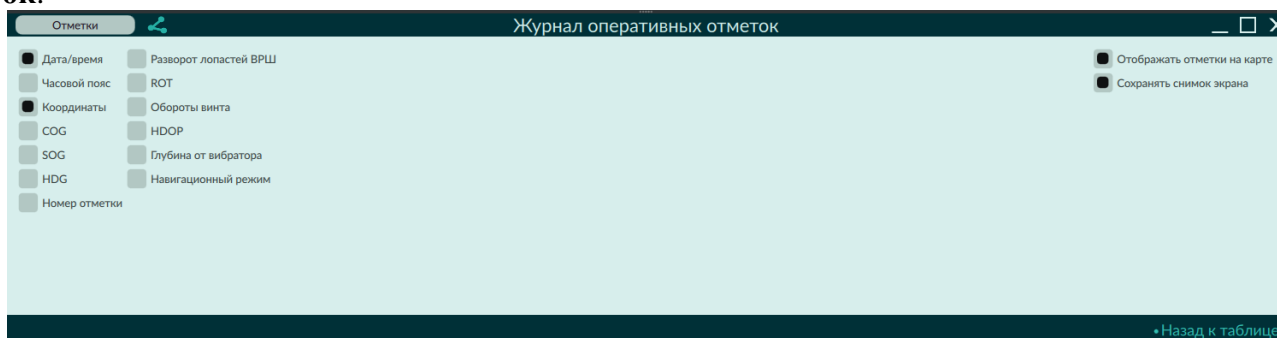 ок.
Отметки
Журнал оперативных отметок
Дата/время
Разворот лопастей ВРШ
Отображать отметки на карте
Часовой пояс
ROT
Сохранять снимок экрана
Координаты
Обороты винта
COG
HDOP
SOG
Глубина от вибратора
HDG
Навигационный режим
Номер отметки
•Назад к таблице